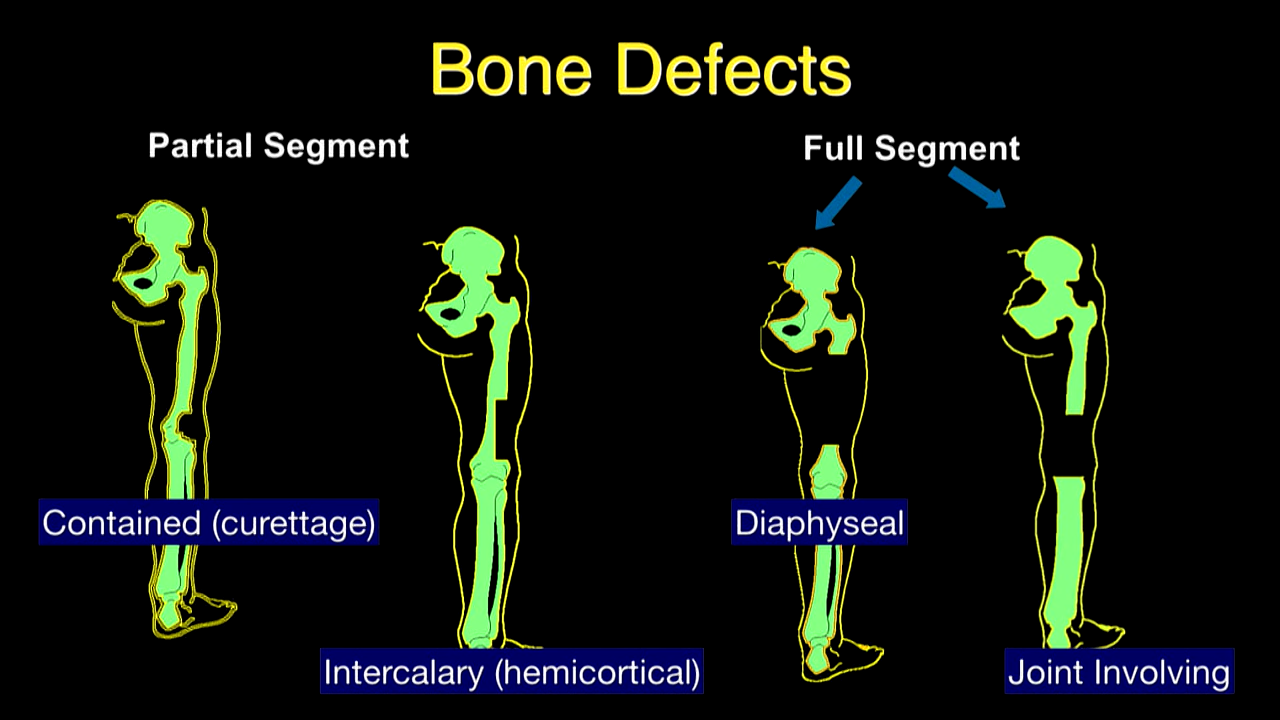 Bone Defects
Partial Segment
Full Segment
Contained (curettage)
Diaphyseal
Intercalary (hemicortical)
Joint Involving